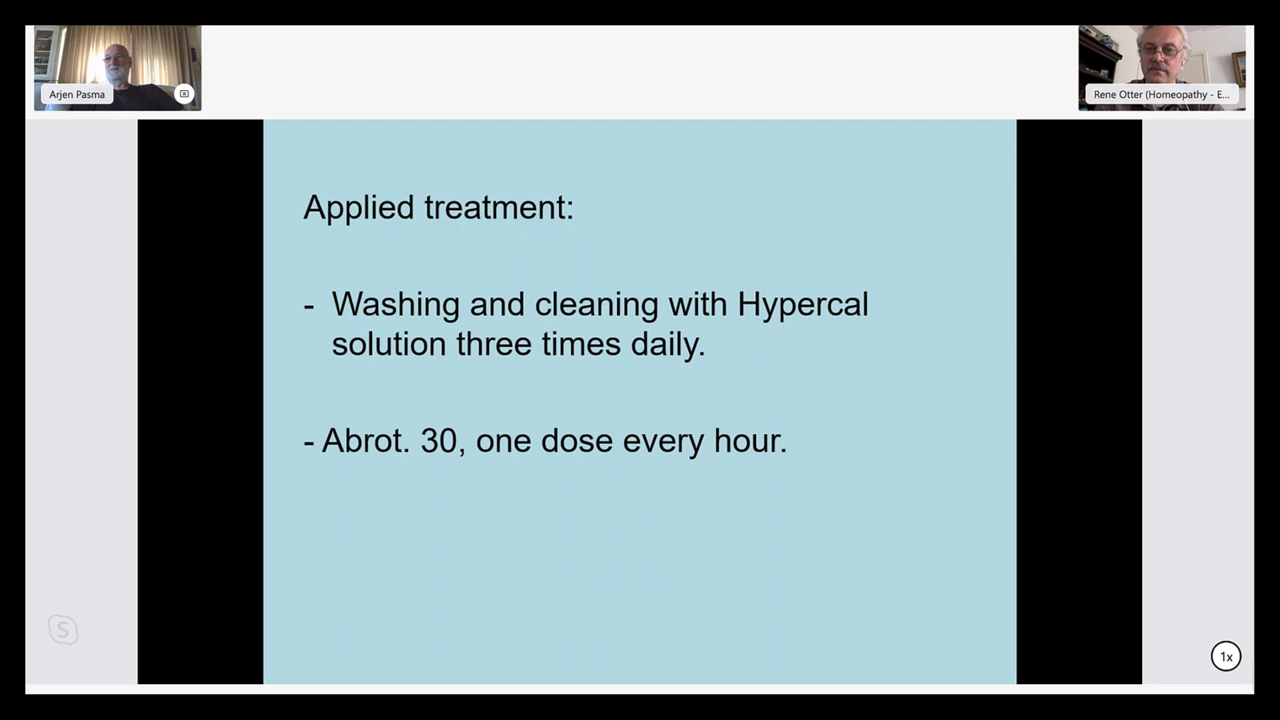 Arjen Pasma
Rene Otter (Homeopathy - E...
Applied treatment:
- Washing and cleaning with Hypercal
solution three times daily.
- Abrot. 30, one dose every hour.
S
1x